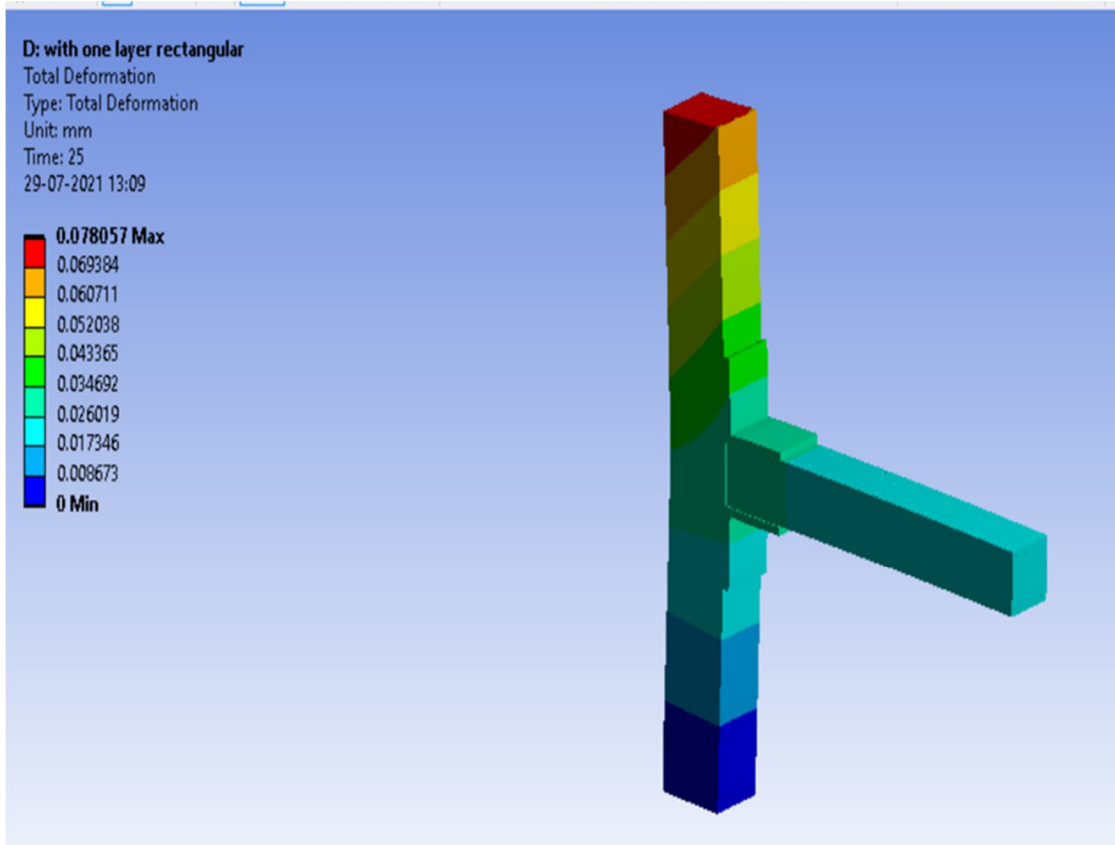 D: with one layer rectangular
Total Deformation
Type: Total Deformation
Unit: mm
Time: 25
29-07-2021 13:09
0.078057 Max
0.069384
0.060711
0.052038
0.043365
0.034692
0.026019
0.017346
0.008673
0 Min